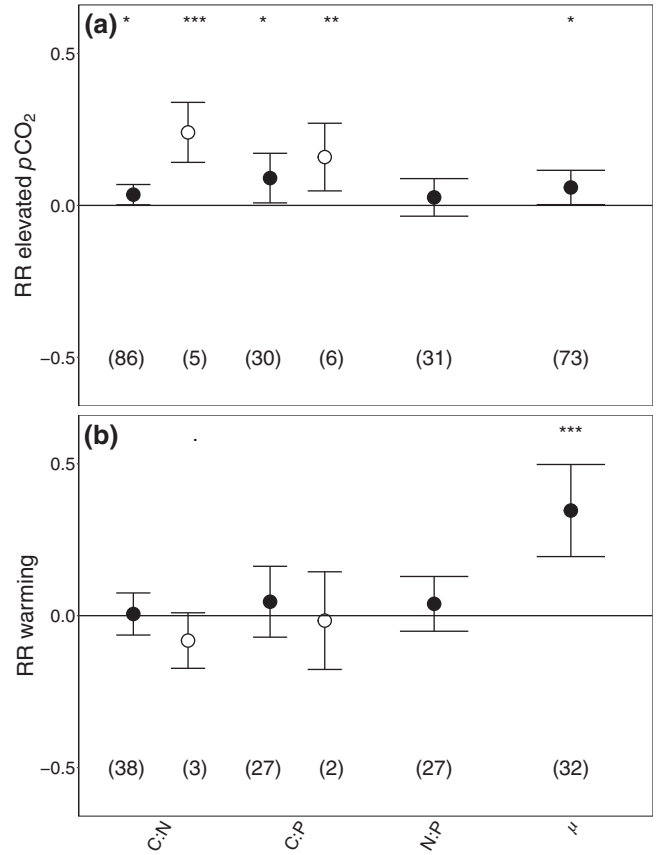 (a) * *** * ** *
0.5
0.0
−0.5
RR elevated pCO₂
(86) (5) (30) (6) (31) (73)
(b) . ***
0.5
0.0
−0.5
RR warming
(38) (3) (27) (2) (27) (32)
C:N C:P N:P μ